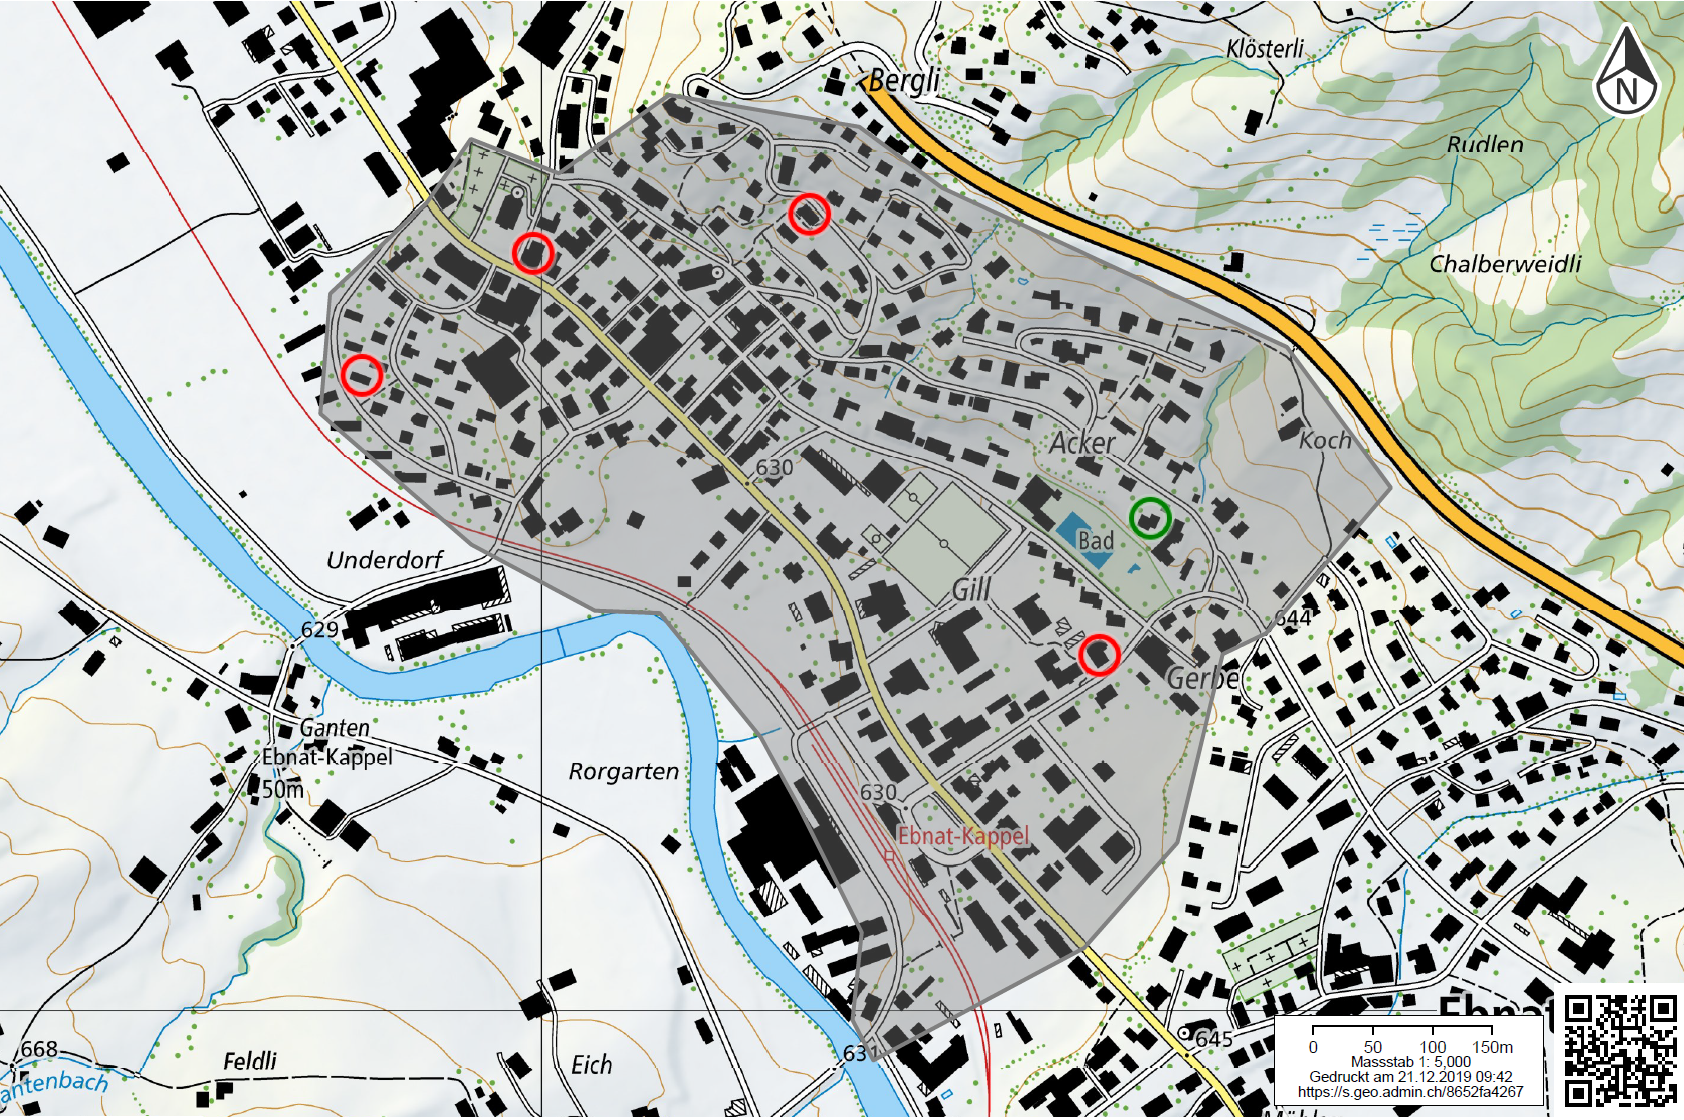 Klösterli
Bergli
N
Rudlen
Chalberweidli
Acker
Koch
630
Bad
Underdorf
Gill
629
644
Gerbe
Ganten
Ebnat-Kappel
50m
Rorgarten
630
Ebnat-Kappel
Ebnat
668
Feldli
Eich
631
645
antenbach
0 50 100 150m
Massstab 1: 5,000
Gedruckt am 21.12.2019 09:42
https://s.geo.admin.ch/8652fa4267